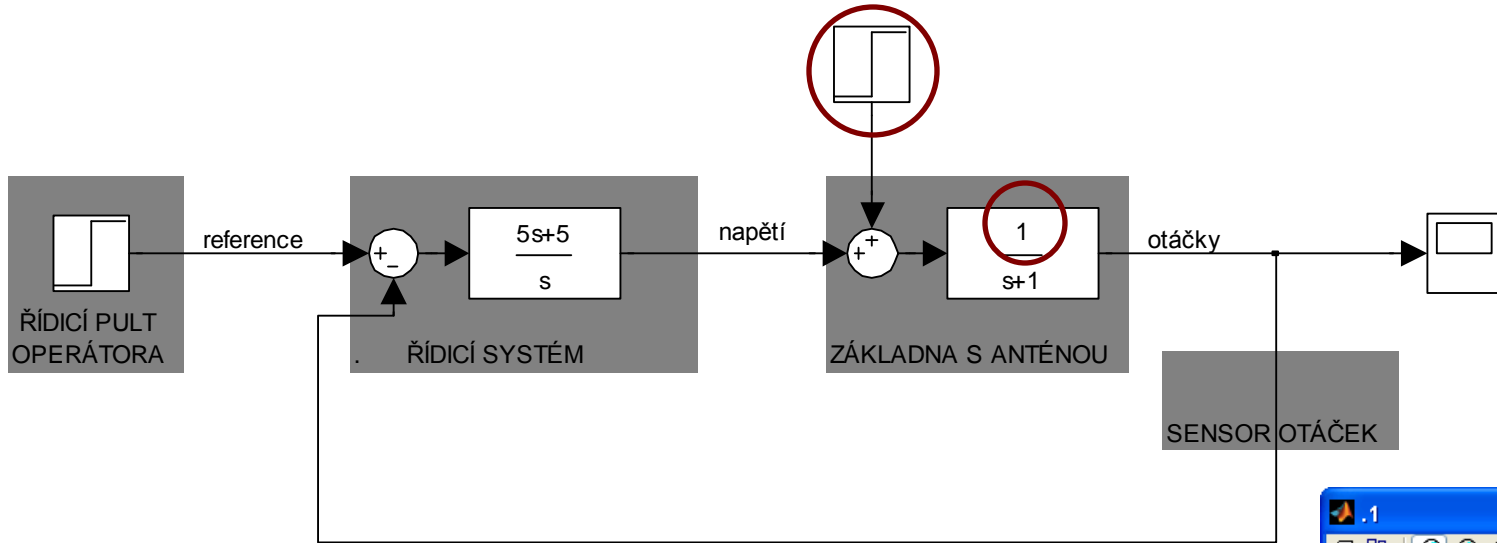 reference
+
−
5s+5
s
napětí
+
+
1
s+1
otáčky
ŘÍDICÍ PULT
OPERÁTORA
. ŘÍDICÍ SYSTÉM
ZÁKLADNA S ANTÉNOU
SENSOR OTÁČEK
.1